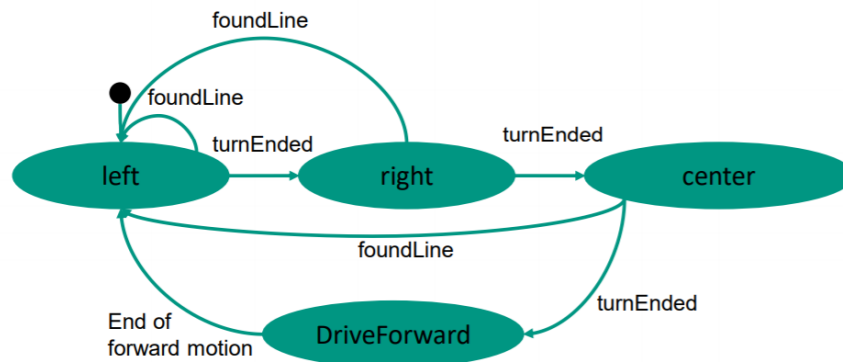 foundLine
foundLine
turnEnded
turnEnded
left
right
center
foundLine
turnEnded
End of
forward motion
DriveForward